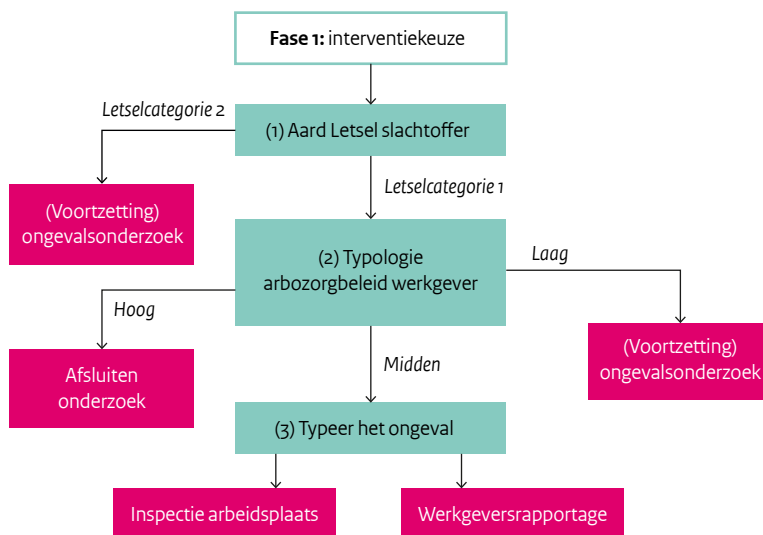 Fase 1: interventiekeuze
Letselcategorie 2
(1) Aard Letsel slachtoffer
Letselcategorie 1
(Voortzetting)
ongevalsonderzoek
(2) Typologie
arbozorgbeleid werkgever
Laag
Hoog
(Voortzetting)
ongevalsonderzoek
Afsluiten
onderzoek
Midden
(3) Typeer het ongeval
Inspectie arbeidsplaats
Werkgeversrapportage